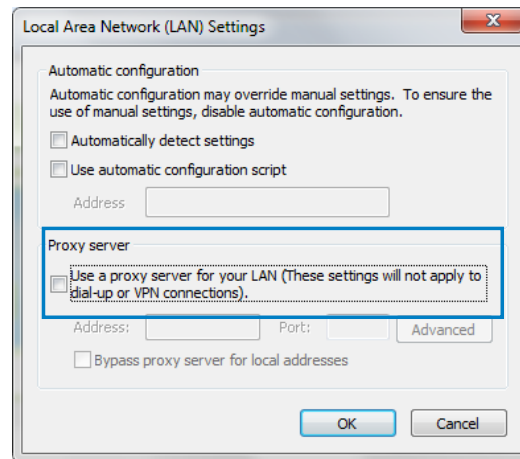 Local Area Network (LAN) Settings
Automatic configuration
Automatic configuration may override manual settings. To ensure the
use of manual settings, disable automatic configuration.
Automatically detect settings
Use automatic configuration script
Address
Proxy server
Use a proxy server for your LAN (These settings will not apply to
dial-up or VPN connections).
Address: Port: Advanced
Bypass proxy server for local addresses
OK Cancel